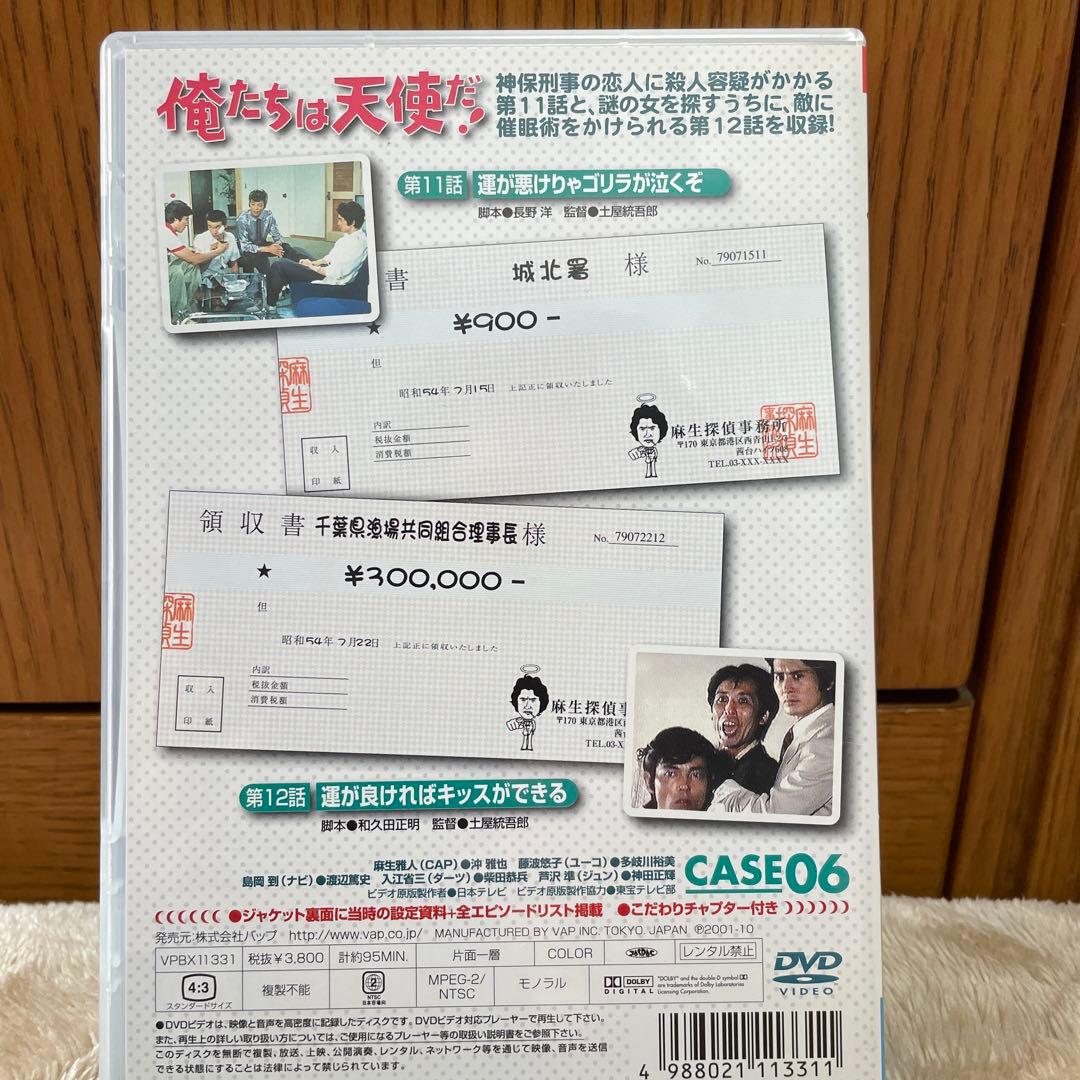 俺たちは天使だ!
神保刑事の恋人に殺人容疑がかかる
第11話と、謎の女を探すうちに、敵に
催眠術をかけられる第12話を収録!
第11話 運が悪けりゃゴリラが泣くぞ
脚本●長野 洋 監督●土屋統吾郎
書 城北署 様 No. 79071511
★ ¥900-
但
昭和54年7月15日 上記正に領収いたしました
内訳
税抜金額
消費税額
収入
印紙
麻生探偵事務所
〒170 東京都港区西青山1-2-3
茜台ハイツ605
TEL.03-XXX-XXXX
領収書 千葉県漁場共同組合理事長 様 No. 79072212
★ ¥300,000-
但
昭和54年7月22日 上記正に領収いたしました
内訳
税抜金額
消費税額
収入
印紙
麻生探偵事
〒170 東京都港区
茜台
TEL.03-X
第12話 運が良ければキッスができる
脚本●和久田正明 監督●土屋統吾郎
麻生雅人(CAP)●沖 雅也 藤波悠子(ユーコ)●多岐川裕美
島岡 到(ナビ)●渡辺篤史 入江省三(ダーツ)●柴田恭兵 芦沢 準(ジュン)●神田正輝
ビデオ原版製作者●日本テレビ ビデオ原版製作協力●東宝テレビ部
CASE06
●ジャケット裏面に当時の設定資料+全エピソードリスト掲載 ●こだわりチャプター付き
発売元:株式会社バップ http://www.vap.co.jp/ MANUFACTURED BY VAP INC. TOKYO. JAPAN ℗2001-10
VPBX11331 税抜¥3,800 計約95MIN. 片面一層 COLOR レンタル禁止
4:3
スタンダードサイズ
複製不能
2
NTSC
日本市場向
MPEG-2/
NTSC
モノラル
DOLBY
DIGITAL
"DOLBY" and the double-D symbol
are trademarks of Dolby Laboratories
Licensing Corporation.
DVD
VIDEO
●DVDビデオは、映像と音声を高密度に記録したディスクです。DVDビデオ対応プレーヤーで再生して下さい。
また、再生上の詳しい取り扱い方については、ご使用になるプレーヤー等の取扱い説明書をご参照下さい。
このディスクを無断で複製、放送、上映、公開演奏、レンタル、ネットワーク等を通じて映像、音声を送信
できる状態にすることは法律によって禁じられています。
4 988021 113311